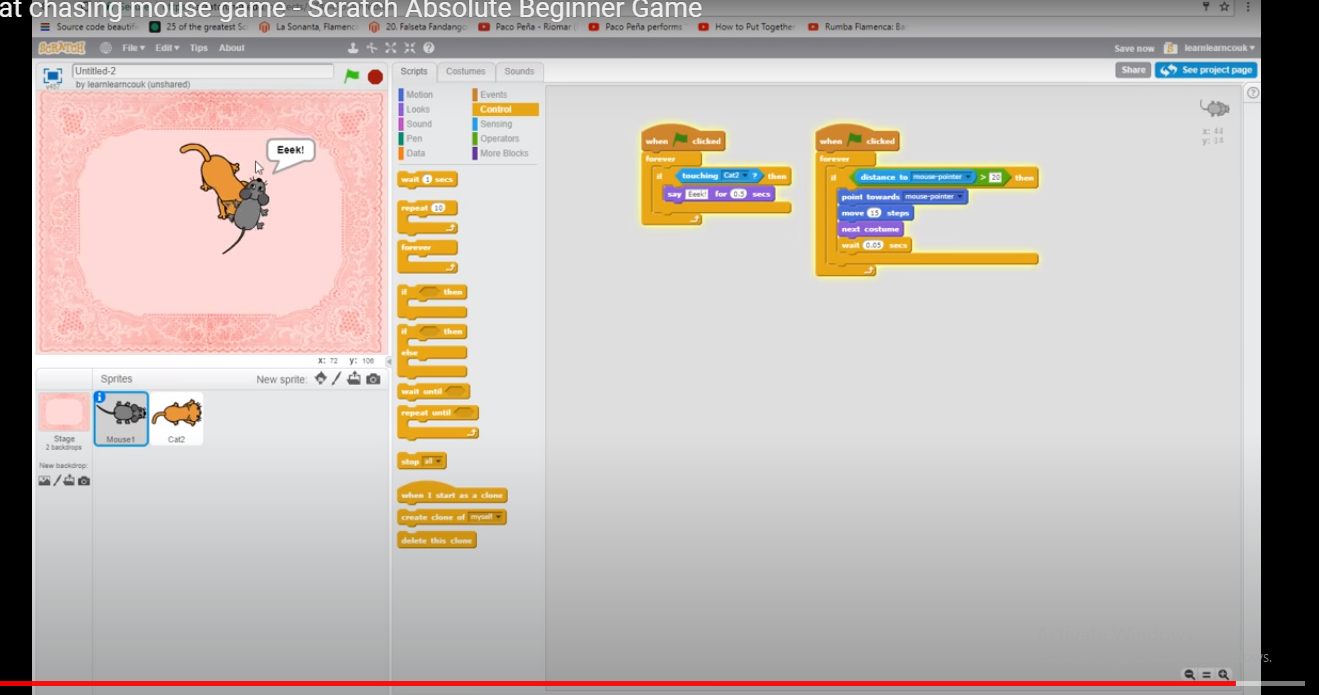 at chasing mouse game - Scratch Absolute Beginner Game
Source code beautifi 25 of the greatest Sc La Sonanta, Flamenc 20. Falseta Fandango Paco Peña - Riomar ( Paco Peña performs How to Put Together Rumba Flamenca: Ba
SCRATCH File Edit Tips About Save now learnlearncouk
Untitled-2
by learnlearncouk (unshared)
v457
Share See project page
Scripts Costumes Sounds
Motion Events
Looks Control
Sound Sensing
Pen Operators
Data More Blocks
Eeek!
wait 1 secs
repeat 10
forever
if then
if then
else
wait until
repeat until
stop all
when I start as a clone
create clone of myself
delete this clone
when clicked
forever
if touching Cat2 ? then
say Eeek! for 0.5 secs
when clicked
forever
if distance to mouse-pointer > 20 then
point towards mouse-pointer
move 15 steps
next costume
wait 0.05 secs
x: 44
y: 14
x: 72 y: 108
Sprites New sprite:
Stage
2 backdrops
New backdrop:
Mouse1
Cat2